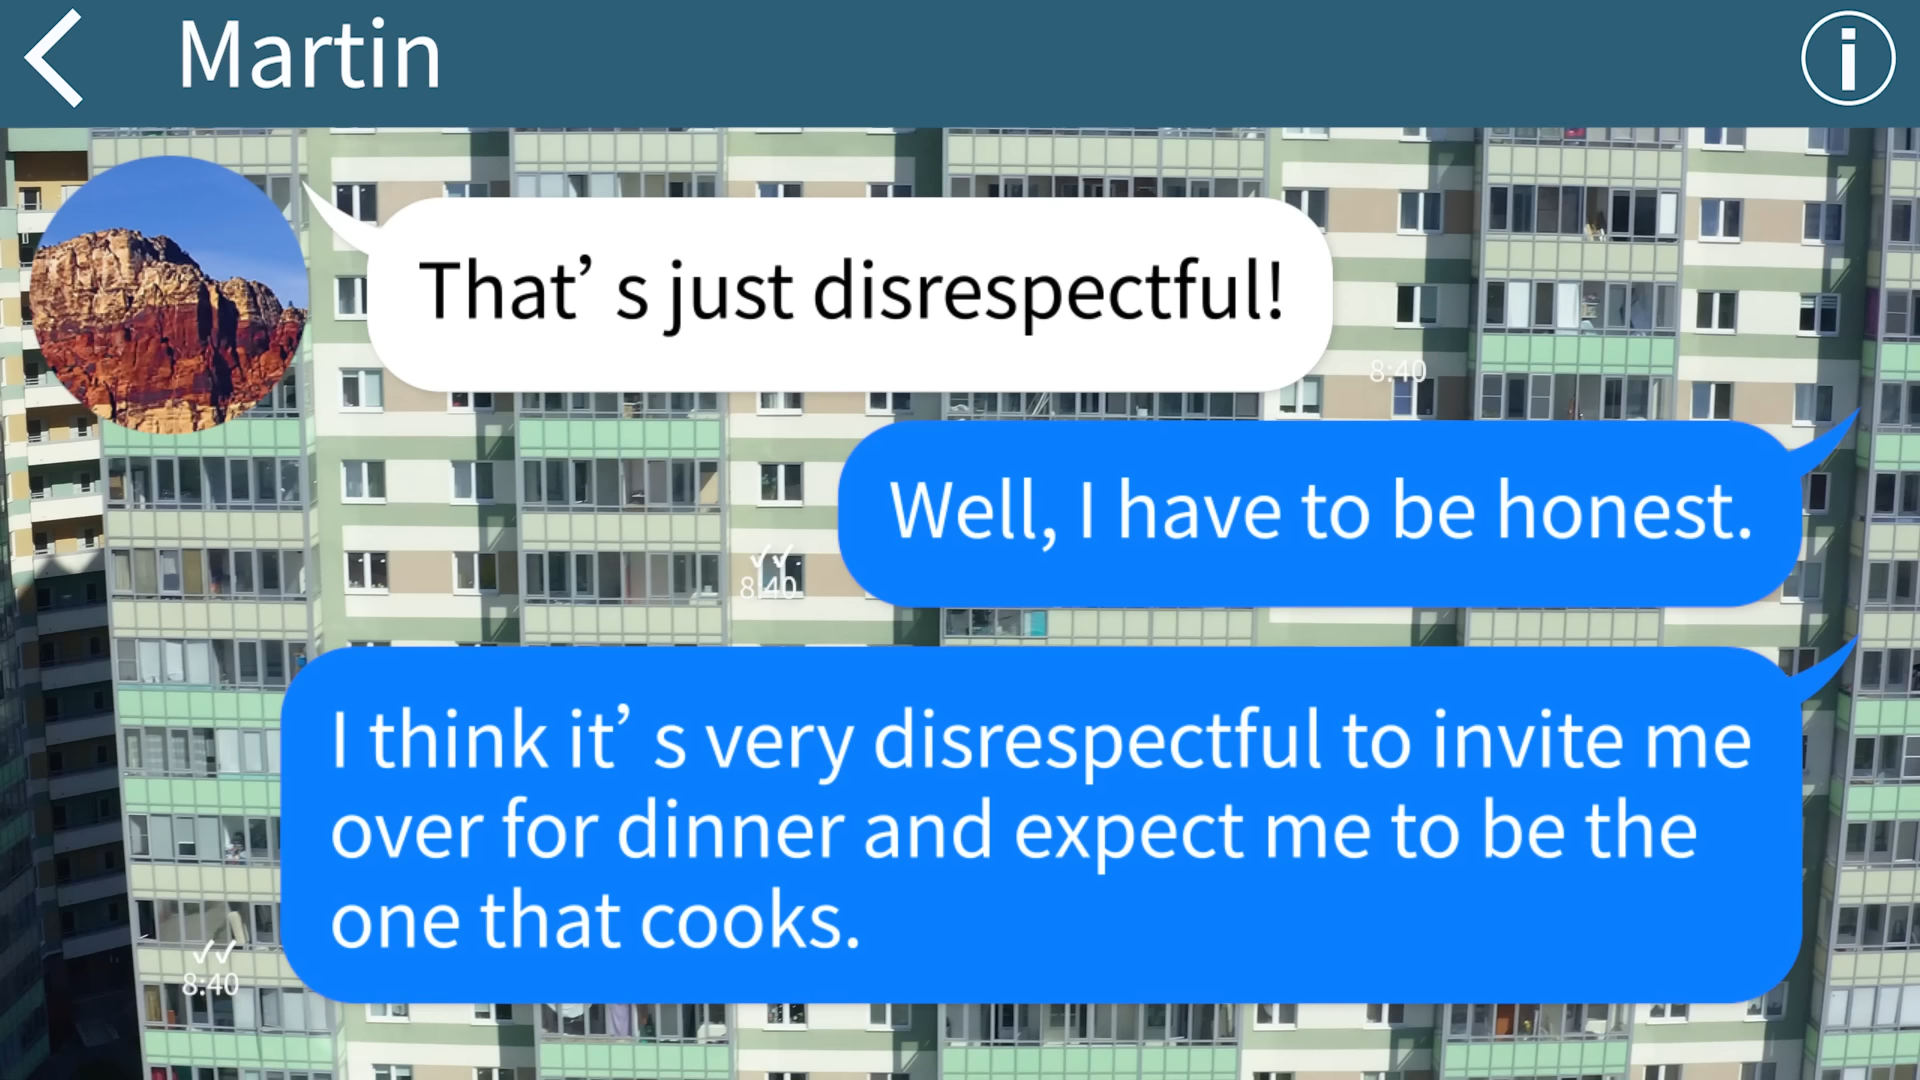 Martin
That’s just disrespectful!
8:40
Well, I have to be honest.
8:40
I think it’s very disrespectful to invite me
over for dinner and expect me to be the
one that cooks.
8:40